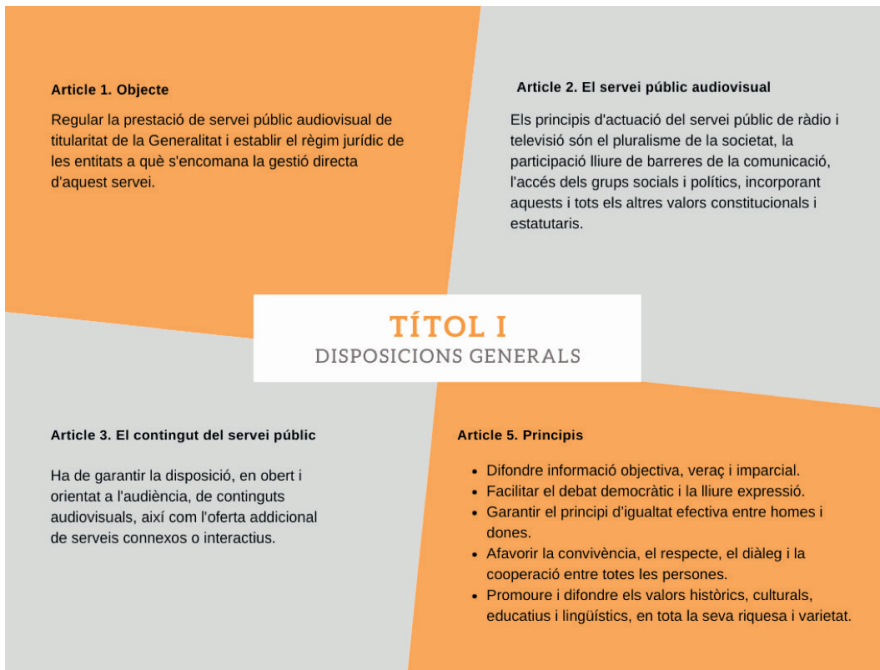 Article 1. Objecte
Regular la prestació de servei públic audiovisual de
titularitat de la Generalitat i establir el règim jurídic de
les entitats a què s'encomana la gestió directa
d'aquest servei.
Article 2. El servei públic audiovisual
Els principis d'actuació del servei públic de ràdio i
televisió són el pluralisme de la societat, la
participació lliure de barreres de la comunicació,
l'accés dels grups socials i polítics, incorporant
aquests i tots els altres valors constitucionals i
estatutaris.
TÍTOL I
DISPOSICIONS GENERALS
Article 3. El contingut del servei públic
Ha de garantir la disposició, en obert i
orientat a l'audiència, de continguts
audiovisuals, així com l'oferta addicional
de serveis connexos o interactius.
Article 5. Principis
• Difondre informació objectiva, veraç i imparcial.
• Facilitar el debat democràtic i la lliure expressió.
• Garantir el principi d'igualtat efectiva entre homes i
dones.
• Afavorir la convivència, el respecte, el diàleg i la
cooperació entre totes les persones.
• Promoure i difondre els valors històrics, culturals,
educatius i lingüístics, en tota la seva riquesa i varietat.